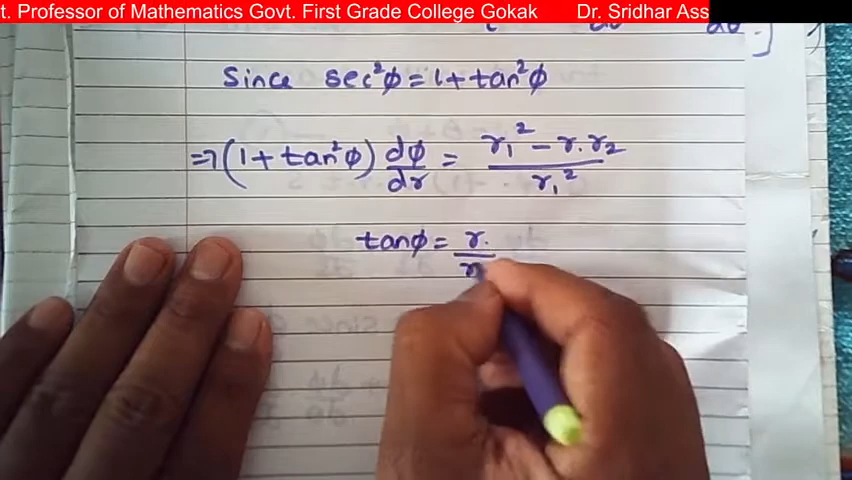 t. Professor of Mathematics Govt. First Grade College Gokak Dr. Sridhar Ass
Since sec²φ = 1 + tan²φ
⇒ (1 + tan²φ) dφ/dr = (r₁² − r.r₂)/r₁²
tanφ = r./r